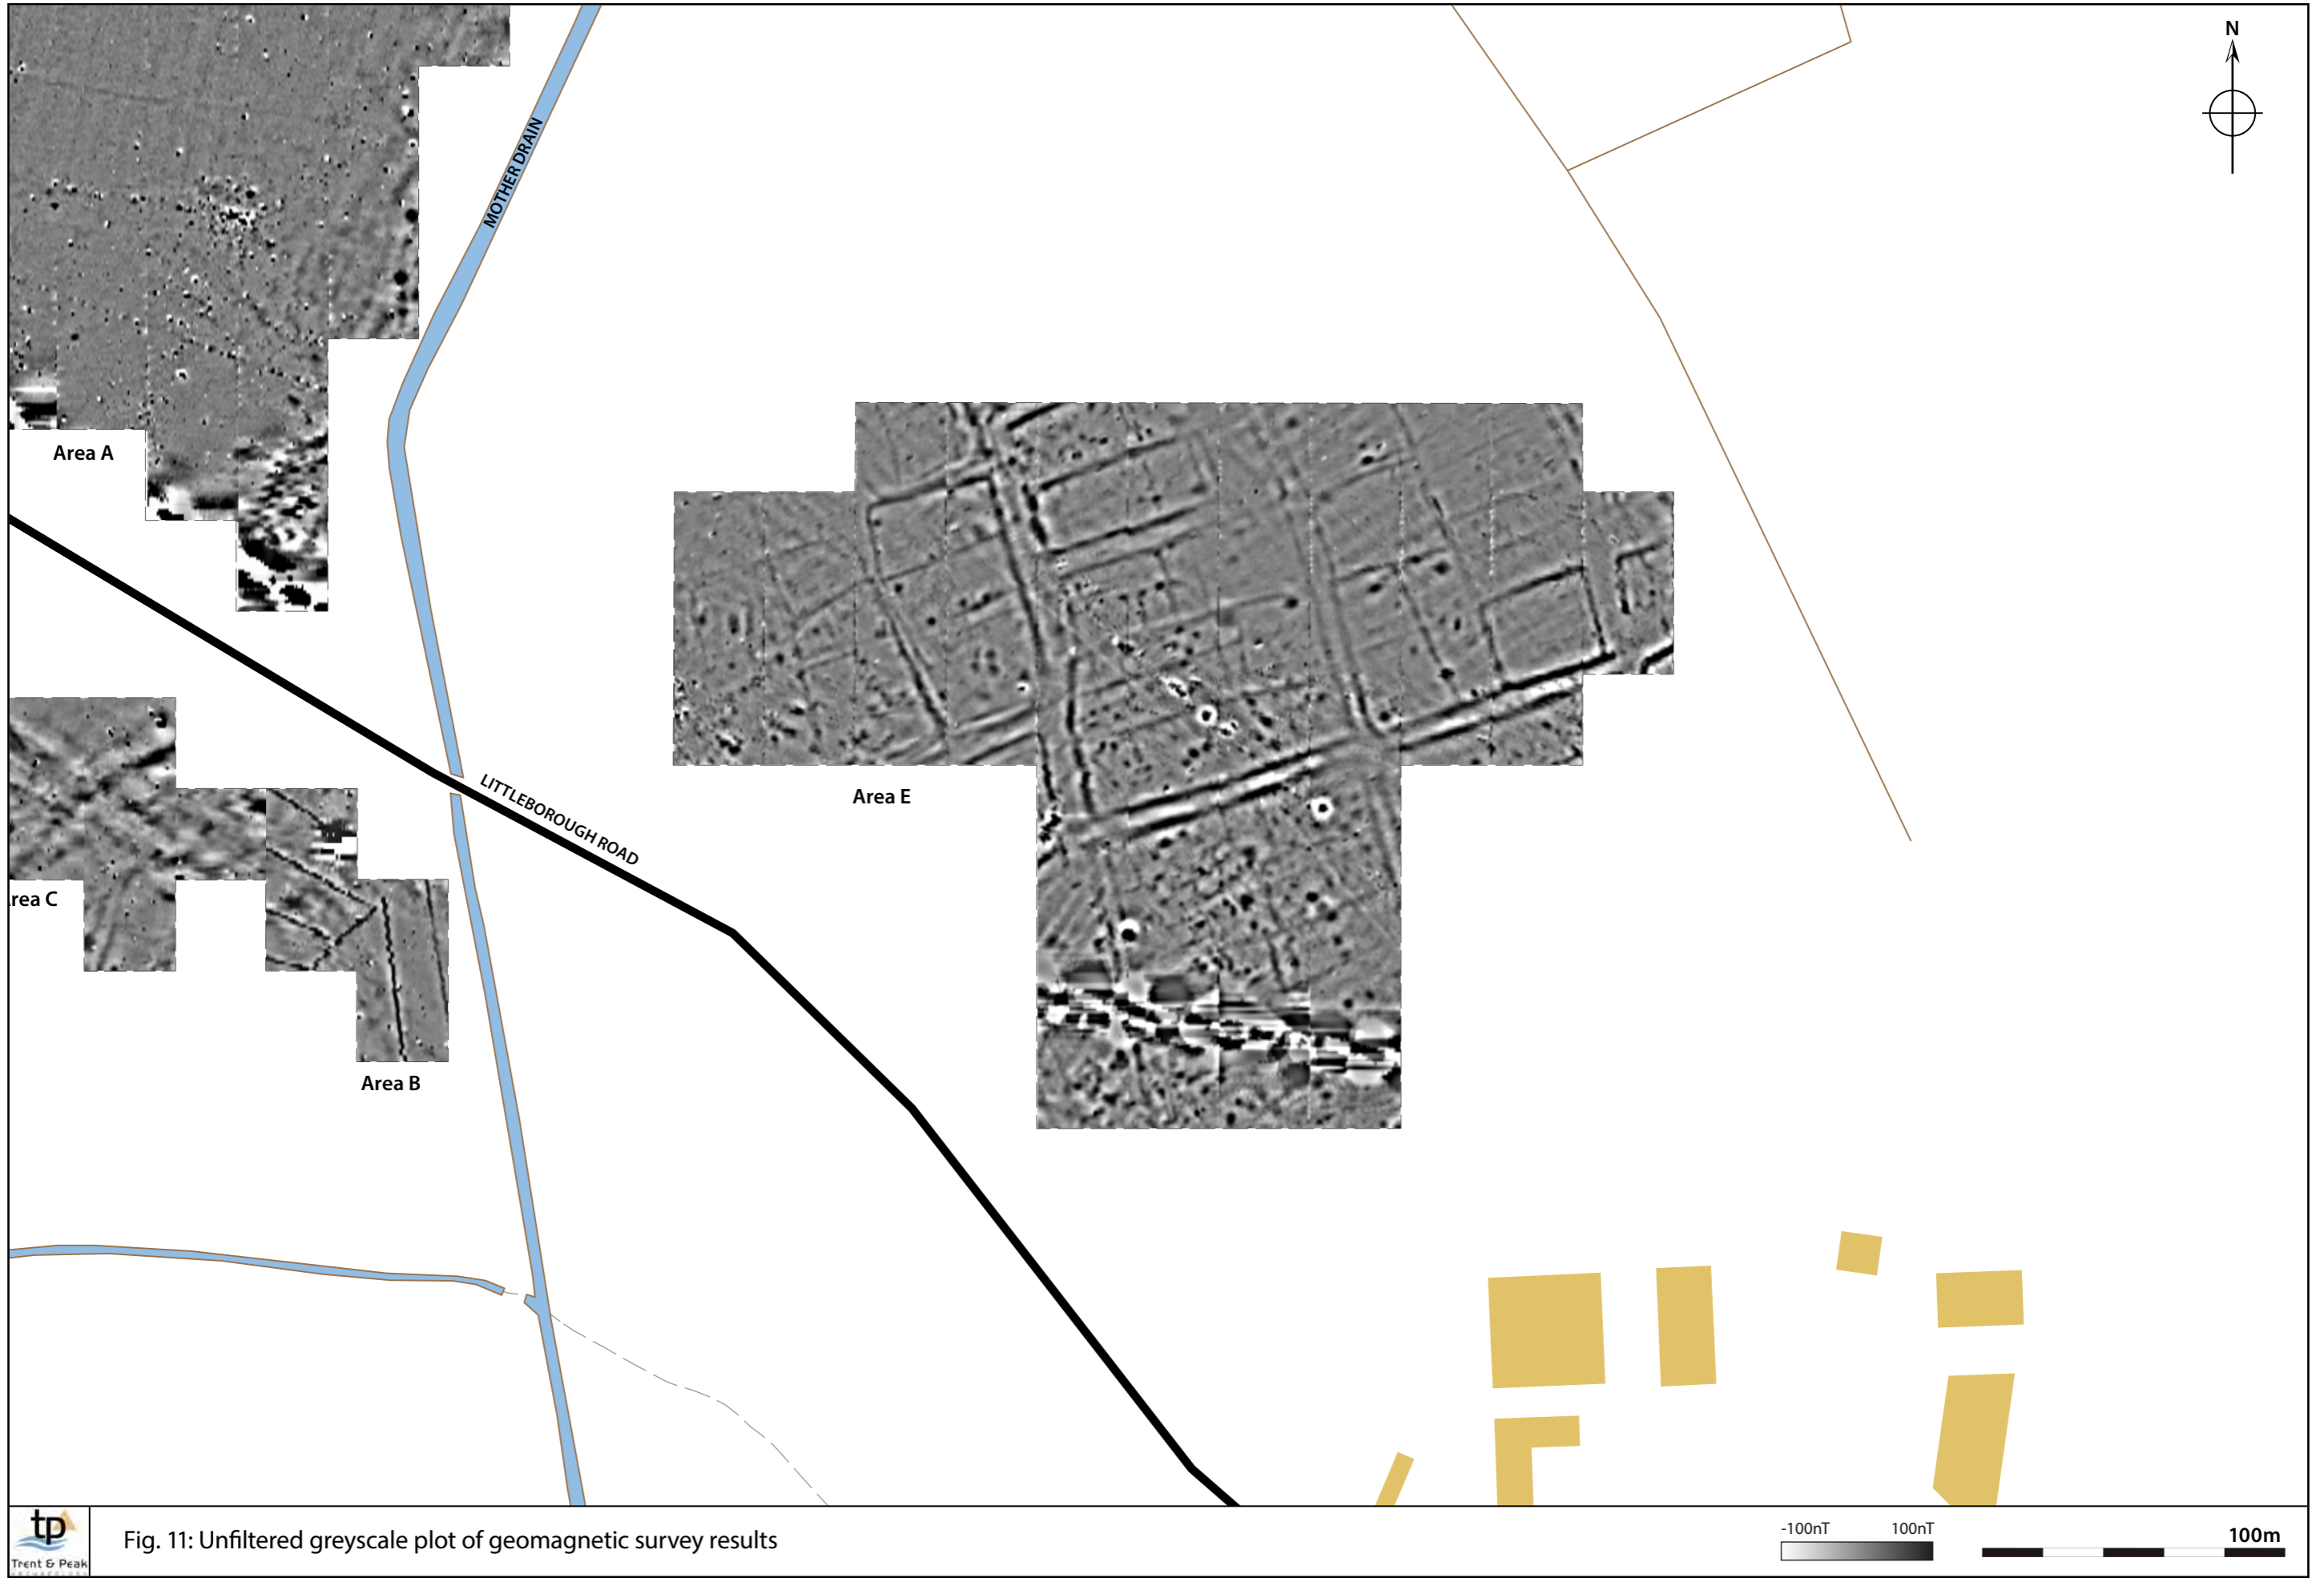 N
MOTHER DRAIN
Area A
LITTLEBOROUGH ROAD
Area E
rea C
Area B
tp
Trent & Peak
ARCHAEOLOGY
Fig. 11: Unfiltered greyscale plot of geomagnetic survey results
-100nT 100nT
100m